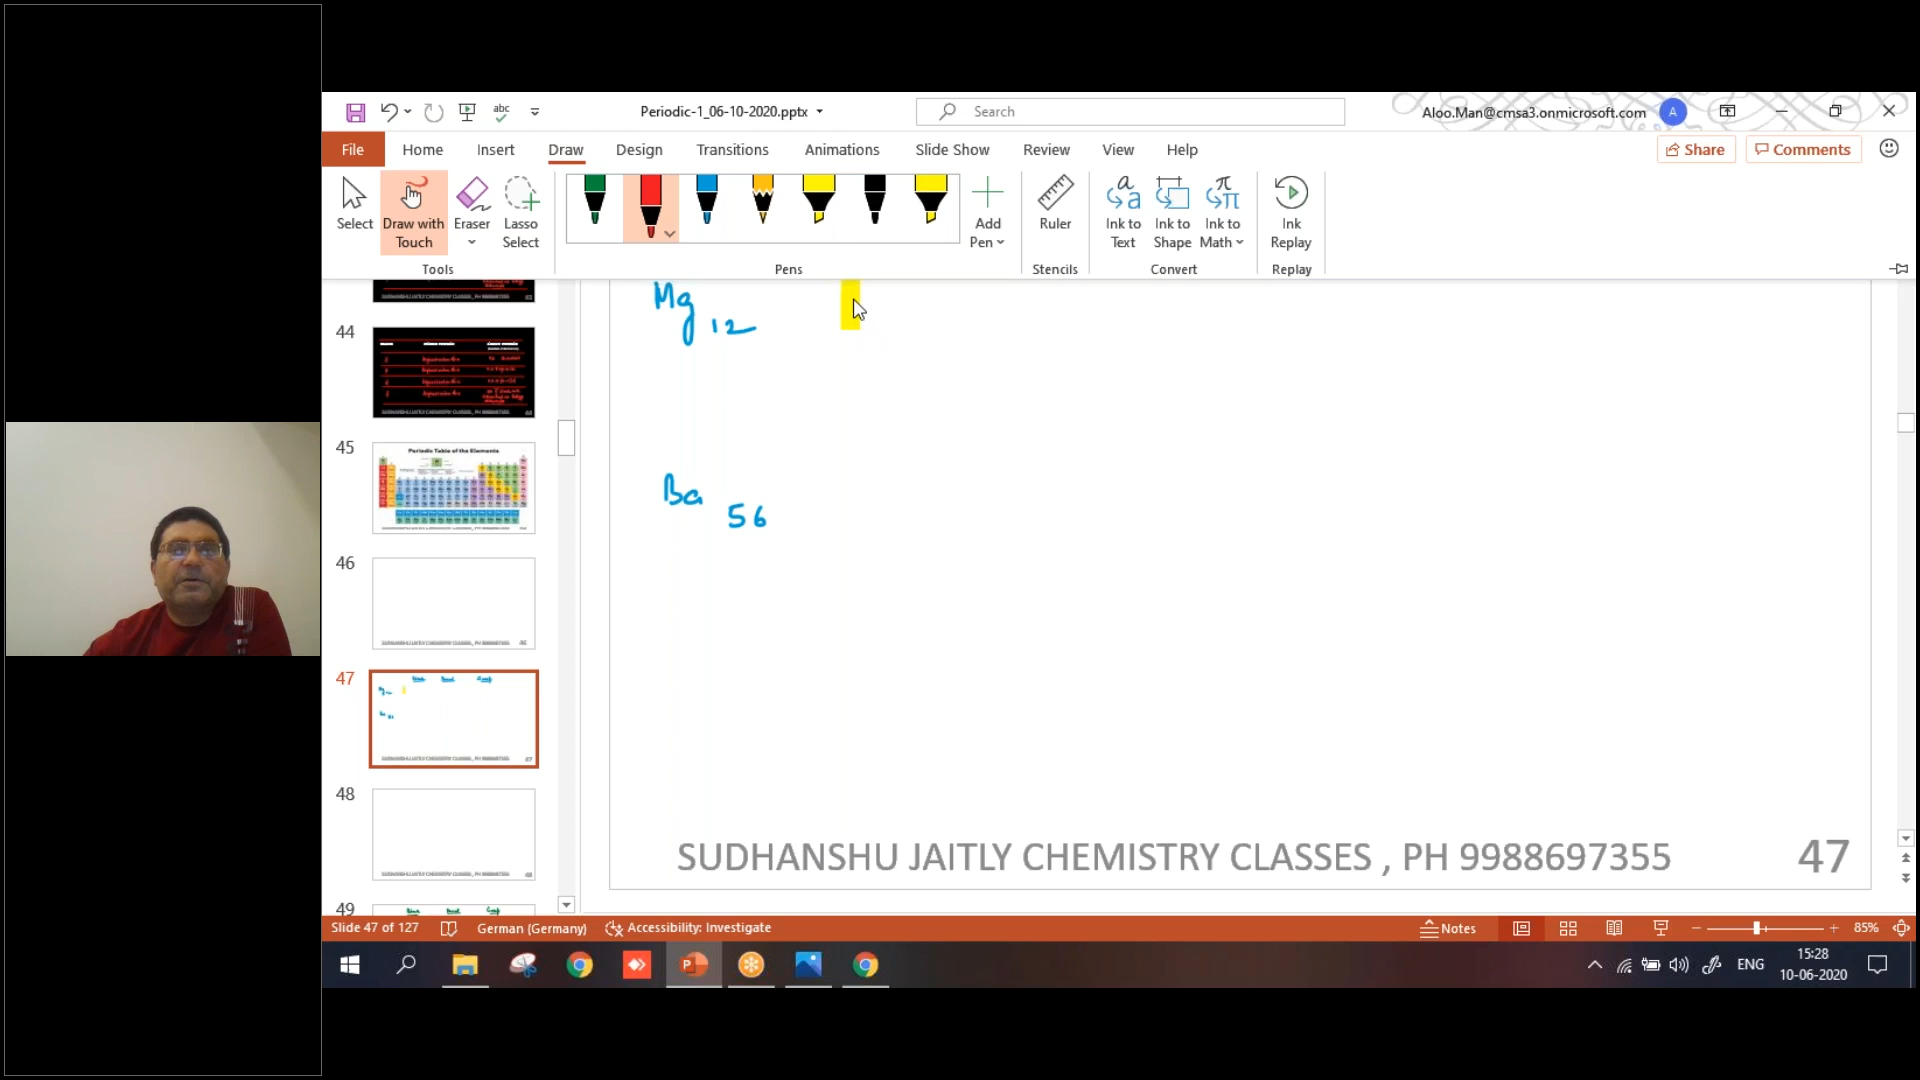 Periodic-1_06-10-2020.pptx
Search
Aloo.Man@cmsa3.onmicrosoft.com
A
File
Home
Insert
Draw
Design
Transitions
Animations
Slide Show
Review
View
Help
Share
Comments
abc
Select
Draw with Touch
Eraser
Lasso Select
Add Pen
Ruler
Ink to Text
Ink to Shape
Ink to Math
Ink Replay
Tools
Pens
Stencils
Convert
Replay
44
45
Periodic Table of the Elements
46
47
48
49
Mg 12
Ba 56
SUDHANSHU JAITLY CHEMISTRY CLASSES , PH 9988697355
47
Slide 47 of 127
German (Germany)
Accessibility: Investigate
Notes
85%
ENG
15:28
10-06-2020